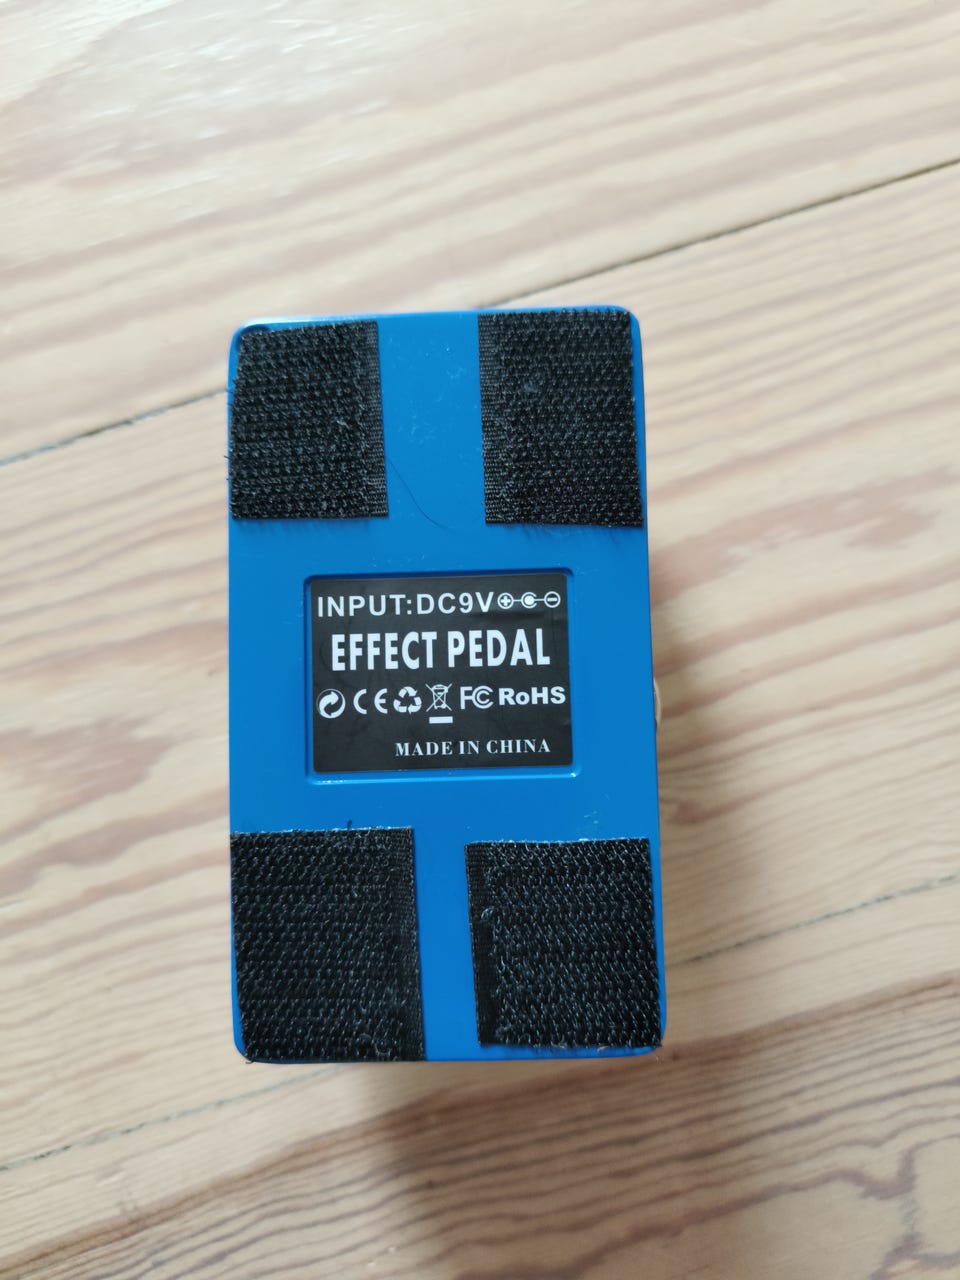 INPUT:DC9V
EFFECT PEDAL
CE FC RoHS
MADE IN CHINA